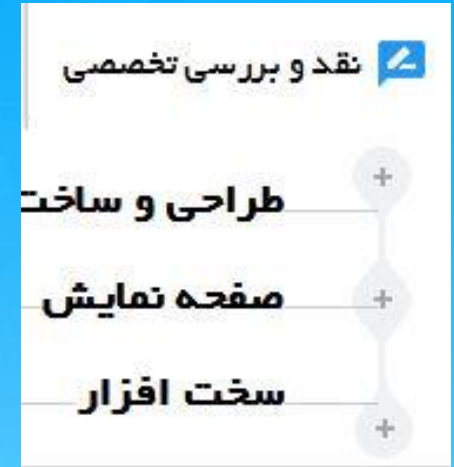 نقد و بررسی تخصصی
طراحی و ساخت
صفحه نمایش
سخت افزار